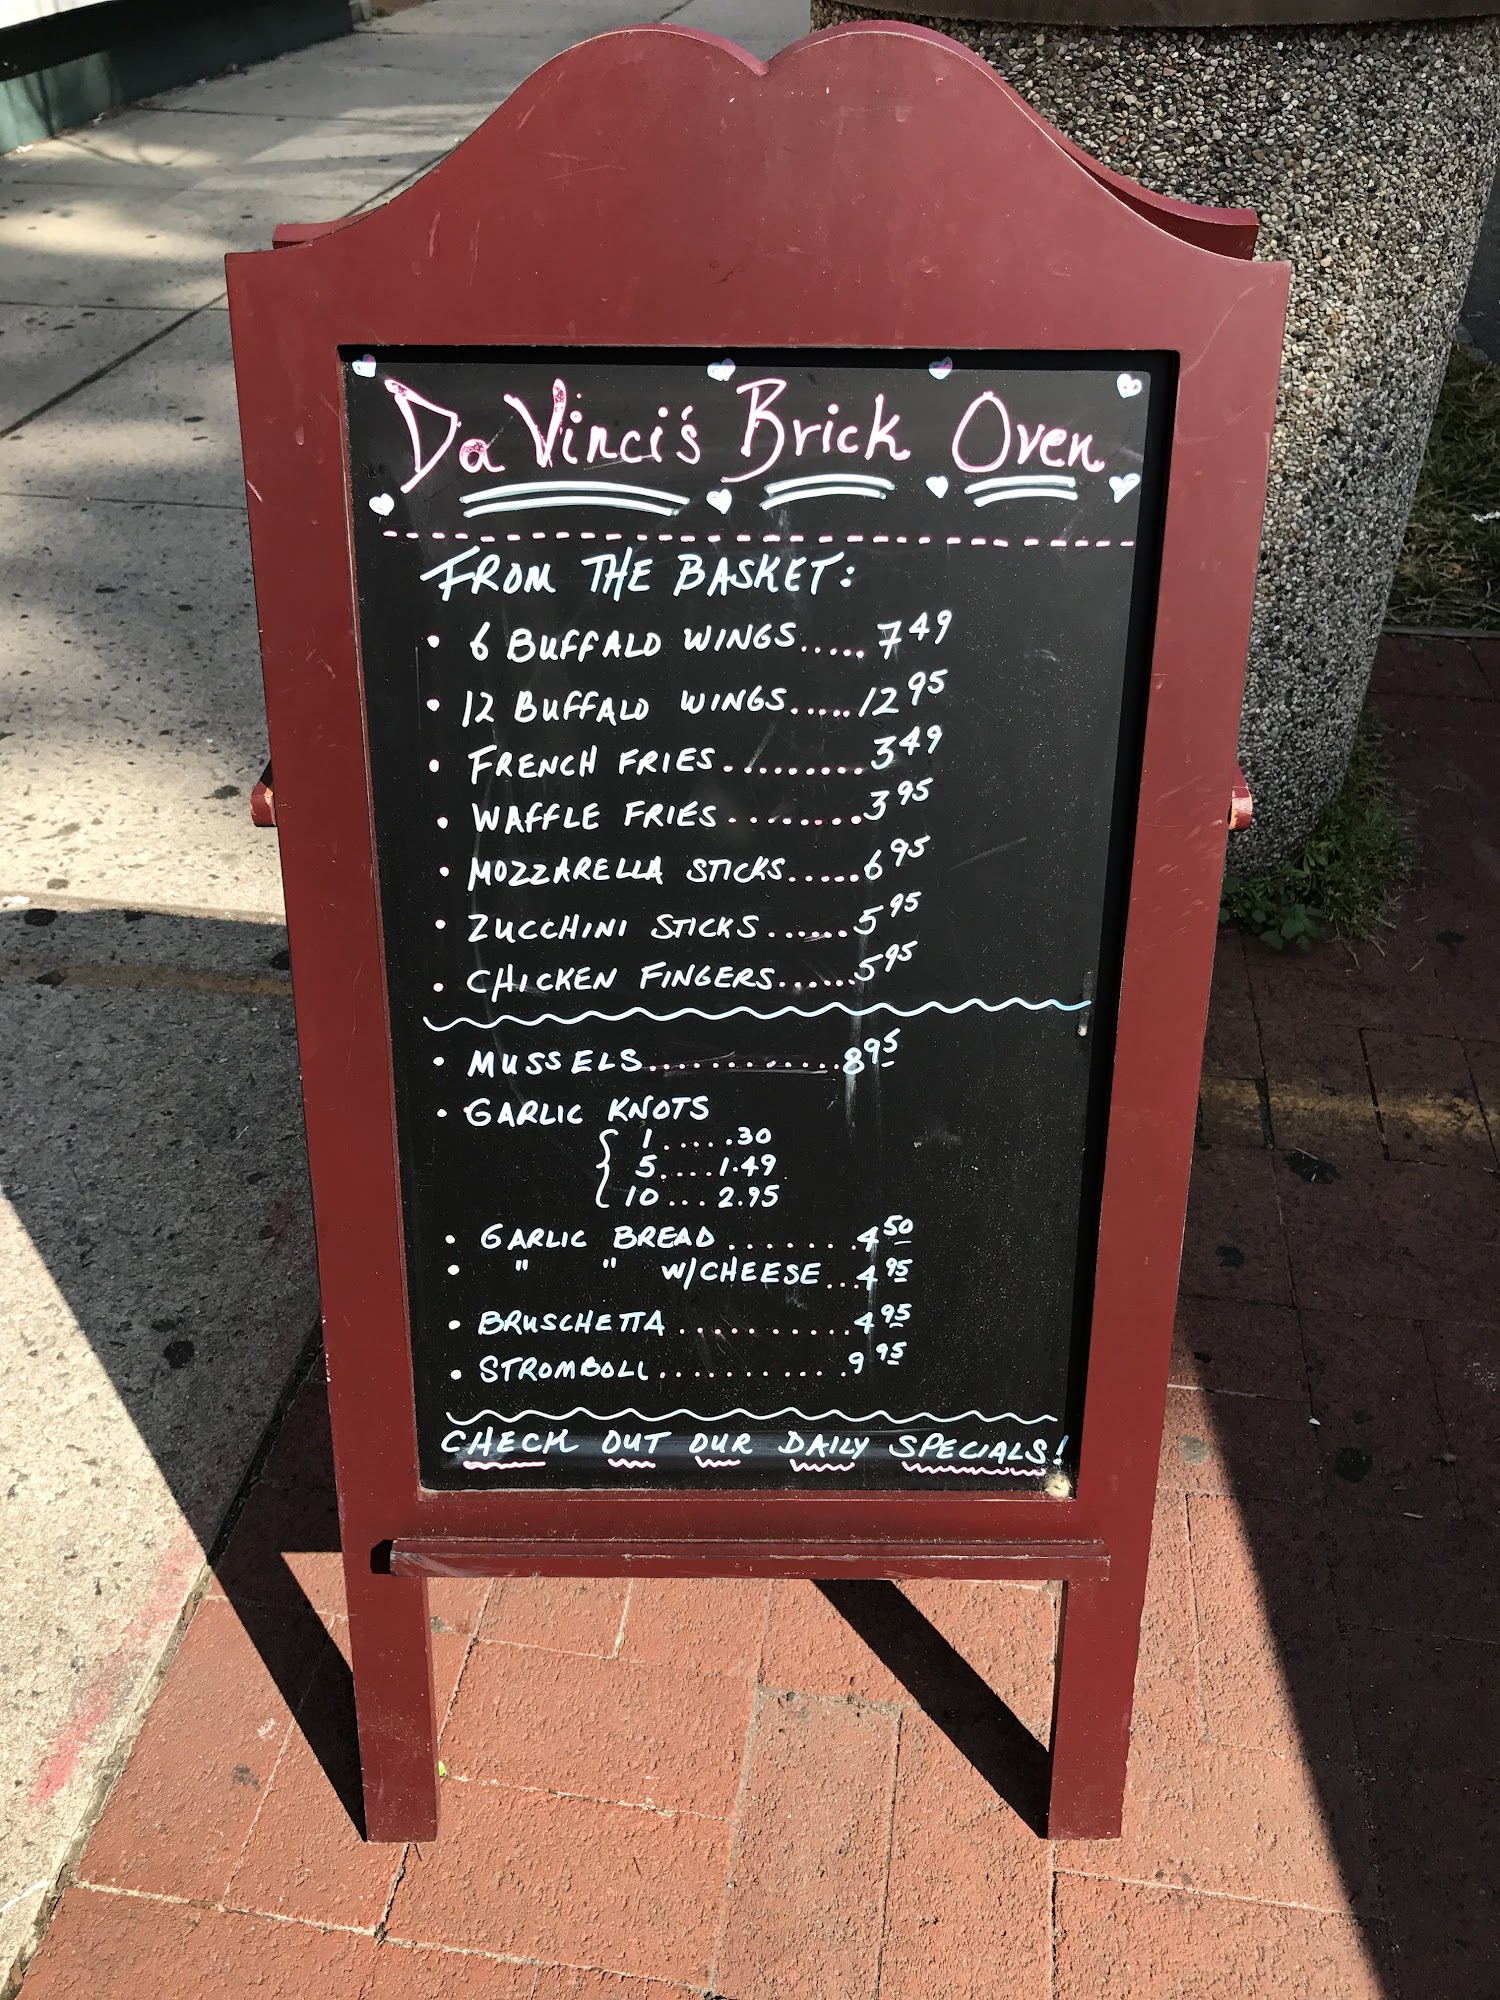 Da Vinci's Brick Oven
FROM THE BASKET:
• 6 BUFFALO WINGS.....7 49
• 12 BUFFALO WINGS.....12 95
• FRENCH FRIES.........3 49
• WAFFLE FRIES........3 95
• MOZZARELLA STICKS.....6 95
• ZUCCHINI STICKS......5 95
• CHICKEN FINGERS......5 95
• MUSSELS............8 95
• GARLIC KNOTS
{ 1.....30
5....1.49
10...2.95
• GARLIC BREAD.......4 50
• " " W/CHEESE...4 95
• BRUSCHETTA..........4 95
• STROMBOLI..........9 95
CHECK OUT OUR DAILY SPECIALS!